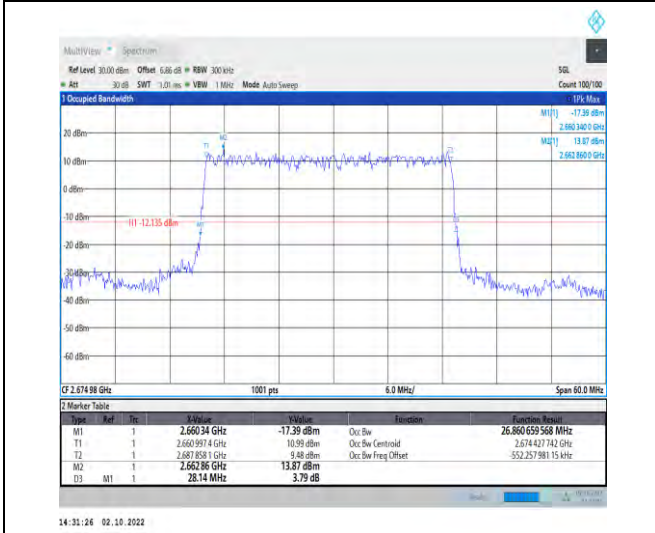 MultiView Spectrum
Ref Level 30.00 dBm Offset 6.86 dB RBW 300 kHz SGL
Att 30 dB SWT 1.01 ms VBW 1 MHz Mode Auto Sweep Count 100/100
1 Occupied Bandwidth 1Pk Max
M1[1] -17.39 dBm
2.660 340 0 GHz
M2[1] 13.87 dBm
2.662 860 0 GHz
20 dBm
M2
T1
T2
10 dBm
0 dBm
-10 dBm
H1 -12.135 dBm
M1
-20 dBm
-30 dBm
-40 dBm
-50 dBm
-60 dBm
CF 2.674 98 GHz 1001 pts 6.0 MHz/ Span 60.0 MHz
2 Marker Table
Type Ref Trc X-Value Y-Value Function Function Result
M1 1 2.660 34 GHz -17.39 dBm Occ Bw 26.860 659 568 MHz
T1 1 2.660 997 4 GHz 10.99 dBm Occ Bw Centroid 2.674 427 742 GHz
T2 1 2.687 858 1 GHz 9.48 dBm Occ Bw Freq Offset -552.257 981 15 kHz
M2 1 2.662 86 GHz 13.87 dBm
D3 M1 1 28.14 MHz 3.79 dB
14:31:26 02.10.2022